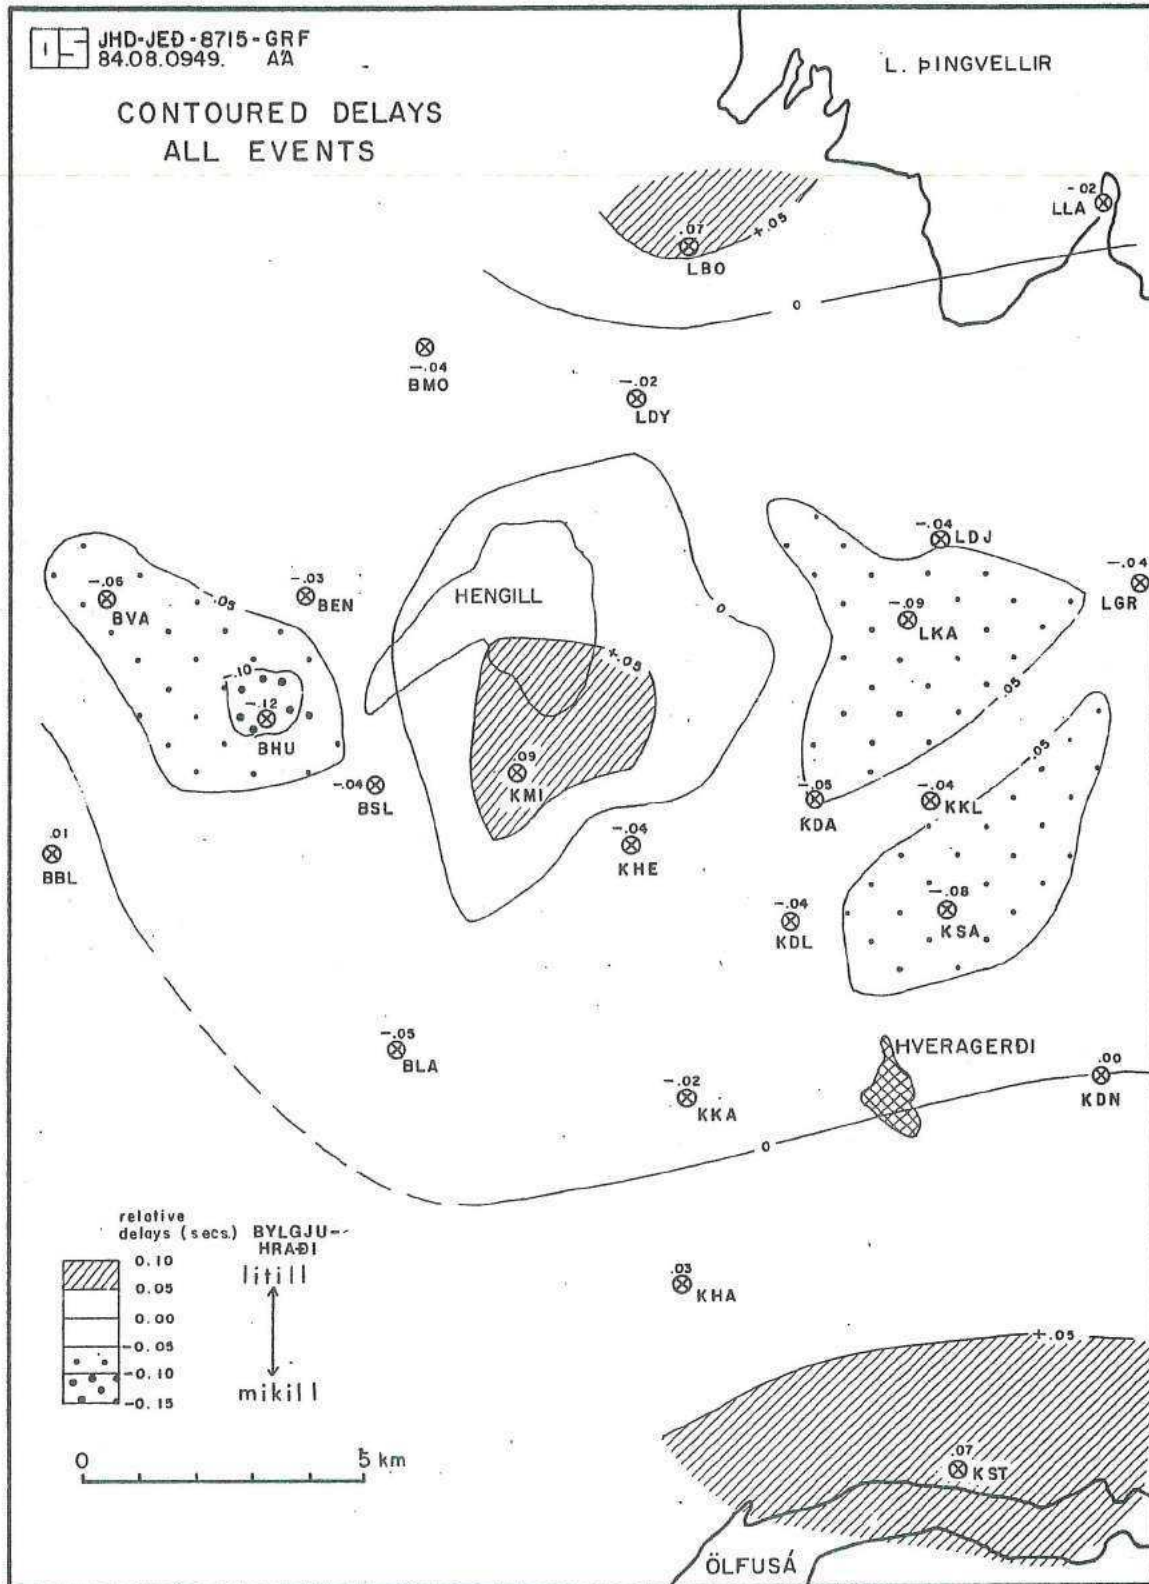 JHD-JEÐ-8715-GRF
84.08.0949. AÁ
CONTOURED DELAYS
ALL EVENTS
L. ÞINGVELLIR
-.02
LLA
+.05
.07
LBO
0
-.04
BMO
-.02
LDY
-.04
LDJ
-.04
LGR
-.06
BVA
-.05
-.03
BEN
HENGILL
0
-.09
LKA
+.05
-.05
-.10
-.12
BHU
-.04
BSL
.09
KMI
-.05
KDA
-.04
KKL
-.05
.01
BBL
-.04
KHE
-.04
KDL
-.08
KSA
-.05
BLA
HVERAGERÐI
-.02
KKA
.00
KDN
0
relative
delays (secs.)
BYLGJU-
HRAÐI
0.10
0.05
0.00
-0.05
-0.10
-0.15
litill
mikill
.03
KHA
+.05
0 5 km
.07
KST
ÖLFUSÁ